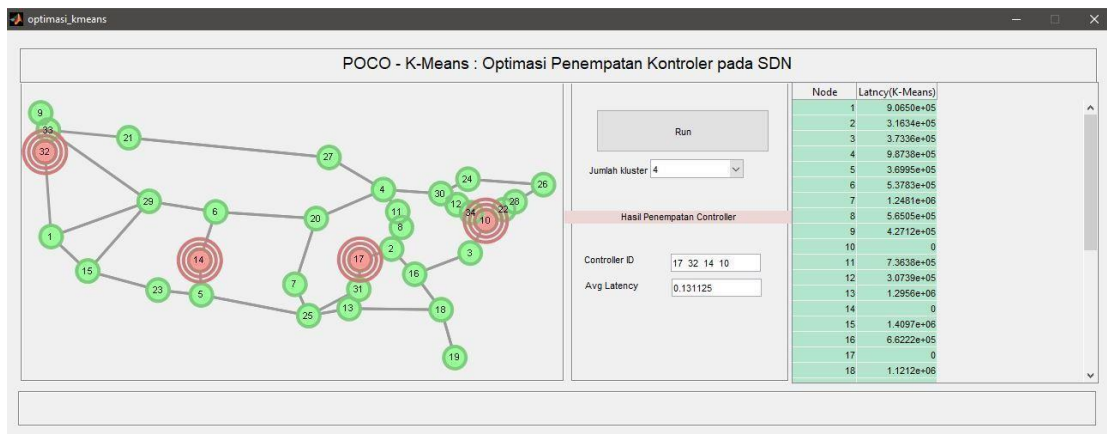 optimasi_kmeans
POCO - K-Means : Optimasi Penempatan Kontroler pada SDN
9
33
32
21
27
29
6
1
15
14
23
5
20
7
25
4
11
8
17
2
31
13
16
18
19
30
24
12
34
10
22
28
26
3
Run
Jumlah kluster 4
Hasil Penempatan Controller
Controller ID 17 32 14 10
Avg Latency 0.131125
Node Latncy(K-Means)
1 9.0650e+05
2 3.1634e+05
3 3.7336e+05
4 9.8738e+05
5 3.6995e+05
6 5.3783e+05
7 1.2481e+06
8 5.6505e+05
9 4.2712e+05
10 0
11 7.3638e+05
12 3.0739e+05
13 1.2956e+06
14 0
15 1.4097e+06
16 6.6222e+05
17 0
18 1.1212e+06